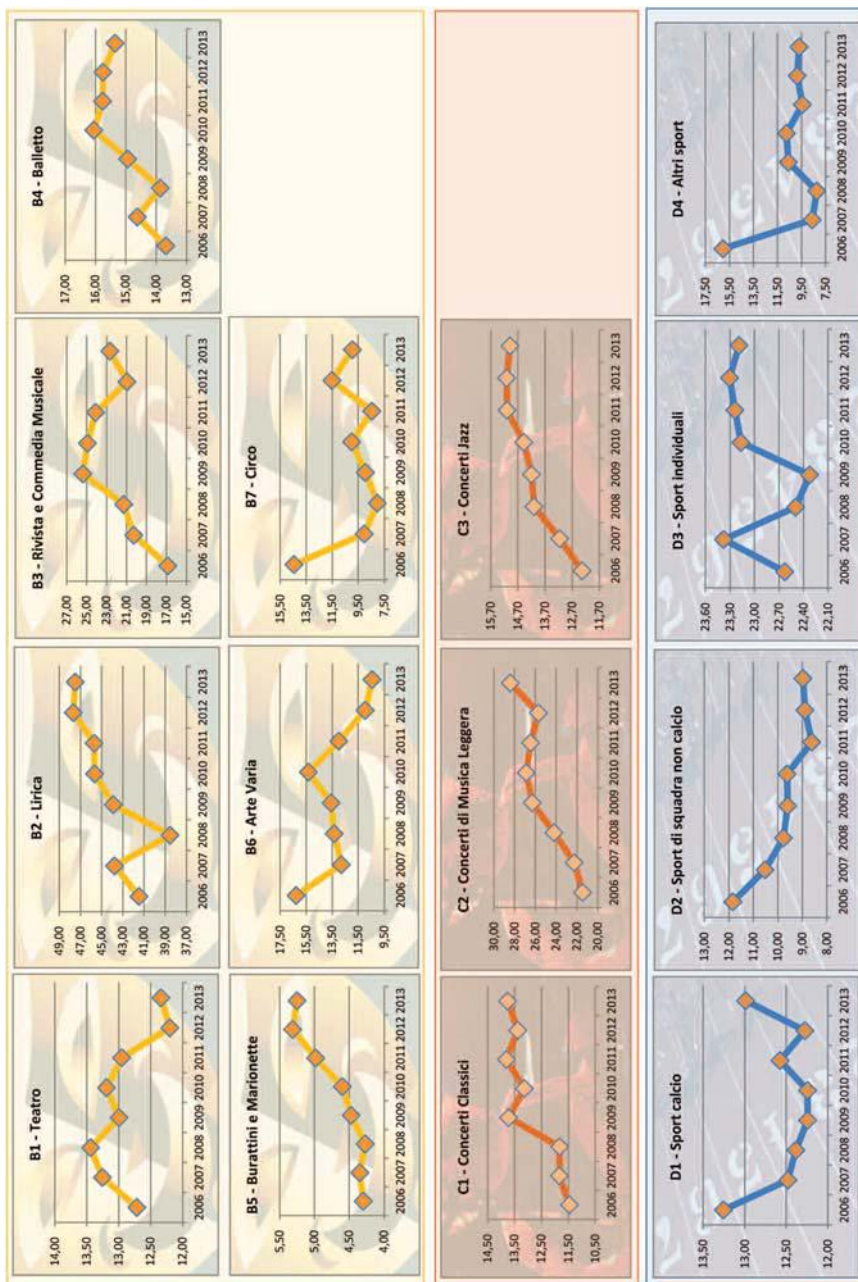 B1 - Teatro
14,00
13,50
13,00
12,50
12,00
2006 2007 2008 2009 2010 2011 2012 2013
B2 - Lirica
49,00
47,00
45,00
43,00
41,00
39,00
37,00
2006 2007 2008 2009 2010 2011 2012 2013
B3 - Rivista e Commedia Musicale
27,00
25,00
23,00
21,00
19,00
17,00
15,00
2006 2007 2008 2009 2010 2011 2012 2013
B4 - Balletto
17,00
16,00
15,00
14,00
13,00
2006 2007 2008 2009 2010 2011 2012 2013
B5 - Burattini e Marionette
5,50
5,00
4,50
4,00
2006 2007 2008 2009 2010 2011 2012 2013
B6 - Arte Varia
17,50
15,50
13,50
11,50
9,50
2006 2007 2008 2009 2010 2011 2012 2013
B7 - Circo
15,50
13,50
11,50
9,50
7,50
2006 2007 2008 2009 2010 2011 2012 2013
C1 - Concerti Classici
14,50
13,50
12,50
11,50
10,50
2006 2007 2008 2009 2010 2011 2012 2013
C2 - Concerti di Musica Leggera
30,00
28,00
26,00
24,00
22,00
20,00
2006 2007 2008 2009 2010 2011 2012 2013
C3 - Concerti Jazz
15,70
14,70
13,70
12,70
11,70
2006 2007 2008 2009 2010 2011 2012 2013
D1 - Sport calcio
13,50
13,00
12,50
12,00
2006 2007 2008 2009 2010 2011 2012 2013
D2 - Sport di squadra non calcio
13,00
12,00
11,00
10,00
9,00
8,00
2006 2007 2008 2009 2010 2011 2012 2013
D3 - Sport individuali
23,60
23,30
23,00
22,70
22,40
22,10
2006 2007 2008 2009 2010 2011 2012 2013
D4 - Altri sport
17,50
15,50
13,50
11,50
9,50
7,50
2006 2007 2008 2009 2010 2011 2012 2013